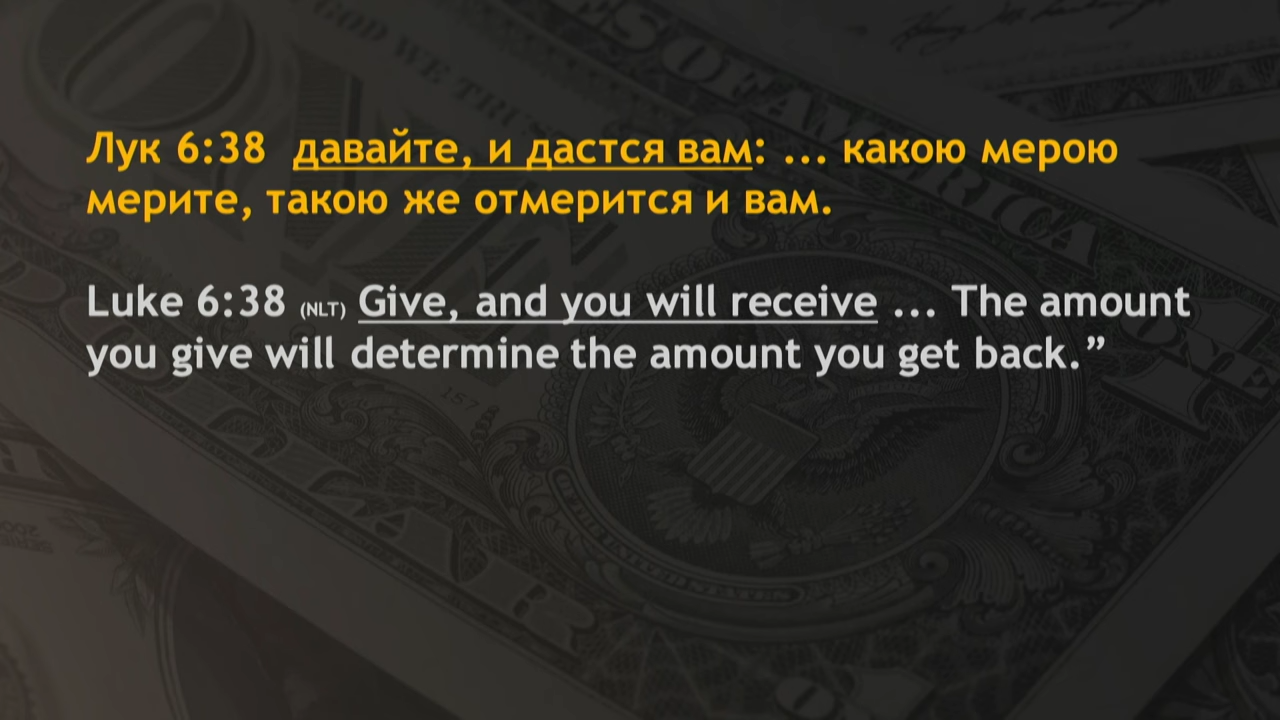 Лук 6:38 давайте, и дастся вам: ... какою мерою
мерите, такою же отмерится и вам.
Luke 6:38 (NLT) Give, and you will receive ... The amount
you give will determine the amount you get back.”